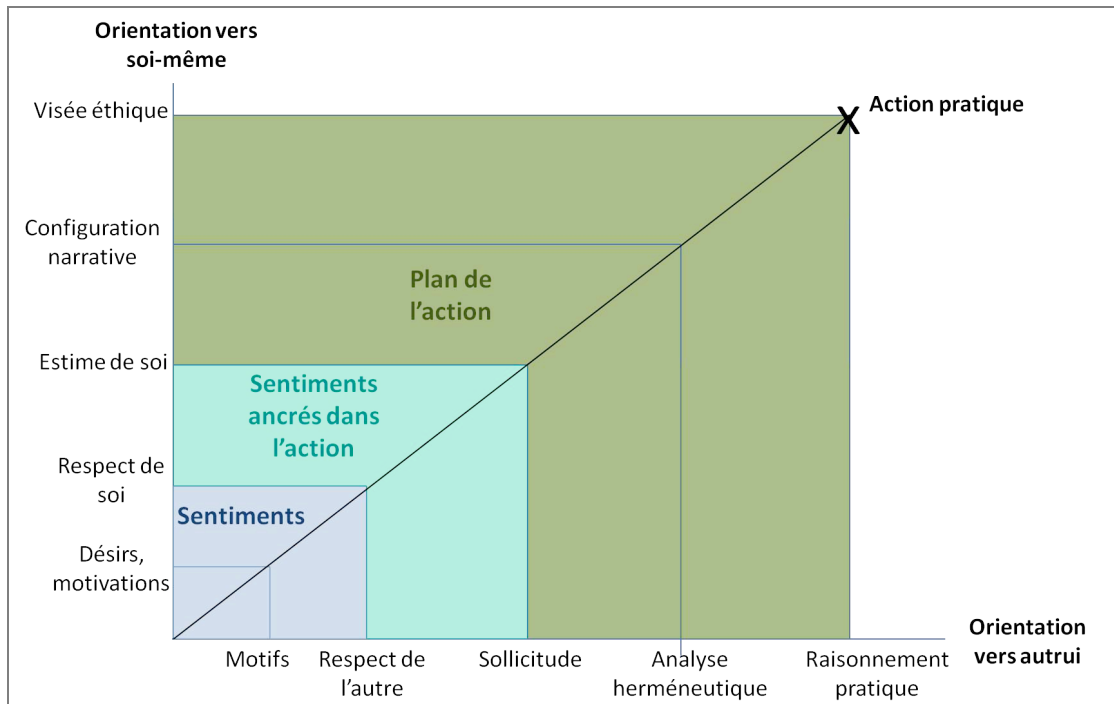 Orientation vers
soi-même
Visée éthique
Action pratique
X
Configuration
narrative
Plan de
l’action
Estime de soi
Sentiments
ancrés dans
l’action
Respect de
soi
Sentiments
Désirs,
motivations
Orientation
vers autrui
Motifs
Respect de
l’autre
Sollicitude
Analyse
herméneutique
Raisonnement
pratique